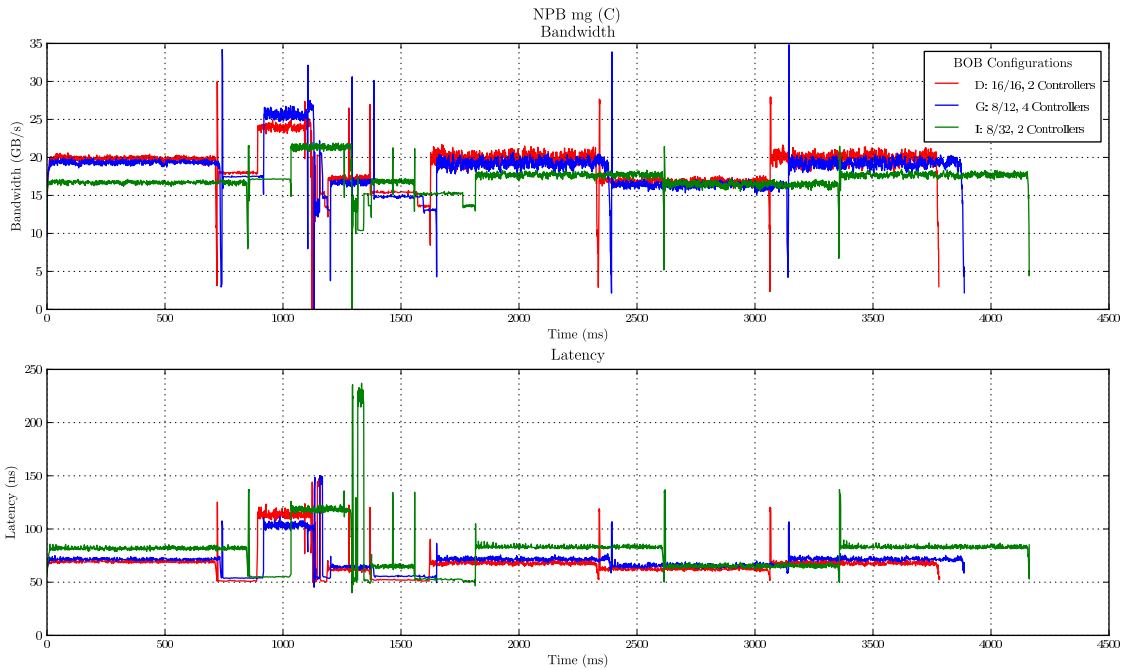 NPB mg (C)
Bandwidth
35
30
25
20
15
10
5
0
Bandwidth (GB/s)
BOB Configurations
D: 16/16, 2 Controllers
G: 8/12, 4 Controllers
I: 8/32, 2 Controllers
0 500 1000 1500 2000 2500 3000 3500 4000 4500
Time (ms)
Latency
250
200
150
100
50
0
Latency (ns)
0 500 1000 1500 2000 2500 3000 3500 4000 4500
Time (ms)